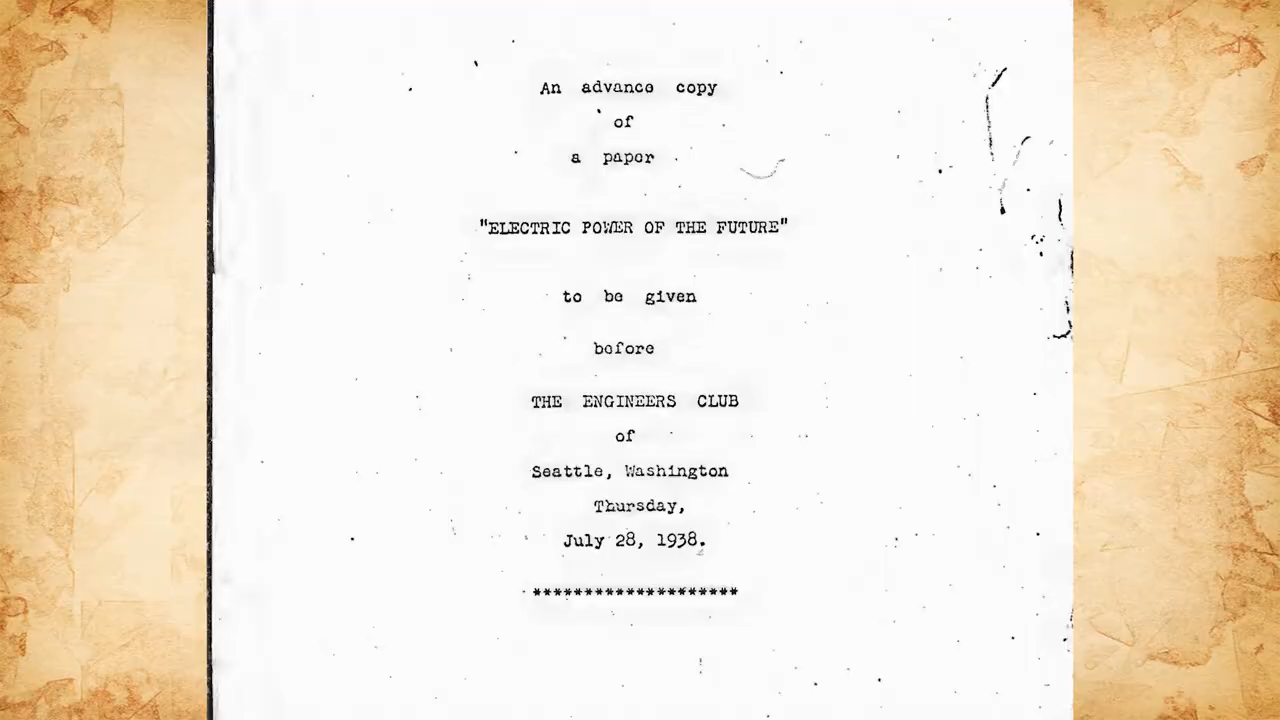 An advance copy
of
a paper
"ELECTRIC POWER OF THE FUTURE"
to be given
before
THE ENGINEERS CLUB
of
Seattle, Washington
Thursday,
July 28, 1938.
********************